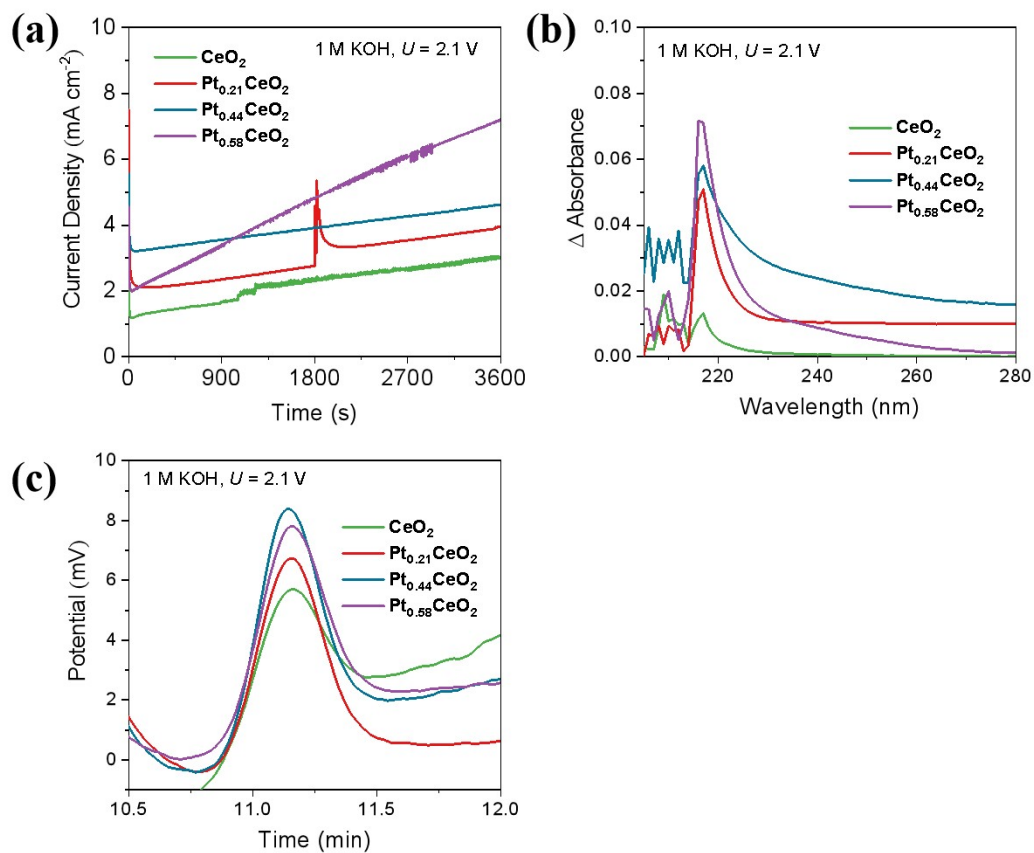 (a)
1 M KOH, U = 2.1 V
CeO₂
Pt₀.₂₁CeO₂
Pt₀.₄₄CeO₂
Pt₀.₅₈CeO₂
Current Density (mA cm⁻²)
10
8
6
4
2
0
0 900 1800 2700 3600
Time (s)
(b)
1 M KOH, U = 2.1 V
CeO₂
Pt₀.₂₁CeO₂
Pt₀.₄₄CeO₂
Pt₀.₅₈CeO₂
Δ Absorbance
0.10
0.08
0.06
0.04
0.02
0.00
220 240 260 280
Wavelength (nm)
(c)
1 M KOH, U = 2.1 V
CeO₂
Pt₀.₂₁CeO₂
Pt₀.₄₄CeO₂
Pt₀.₅₈CeO₂
Potential (mV)
10
8
6
4
2
0
10.5 11.0 11.5 12.0
Time (min)